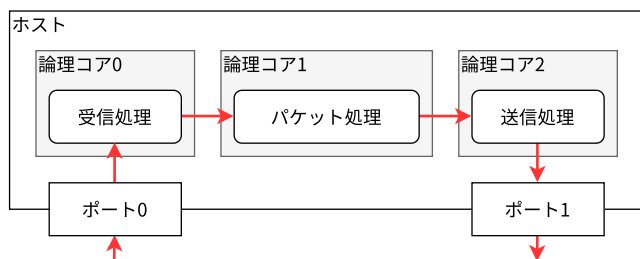 ホスト
論理コア0
論理コア1
論理コア2
受信処理
パケット処理
送信処理
ポート0
ポート1